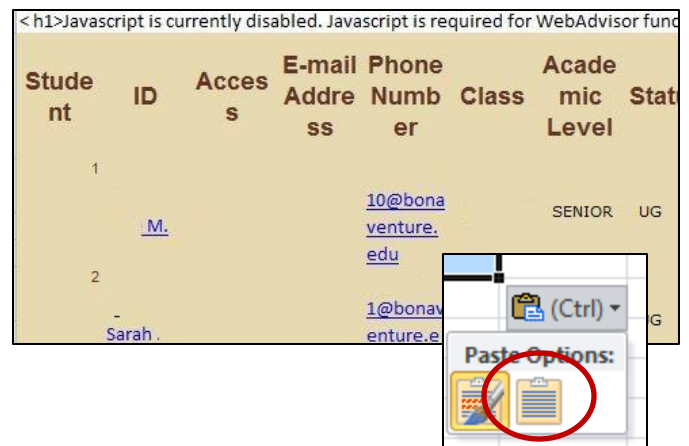 < h1>Javascript is currently disabled. Javascript is required for WebAdvisor func
Stude
nt
ID
Acces
s
E-mail
Addre
ss
Phone
Numb
er
Class
Acade
mic
Level
Stat
1
M.
10@bona
venture.
edu
SENIOR
UG
2
-
Sarah .
1@bonav
enture.e
G
(Ctrl)
Paste Options: